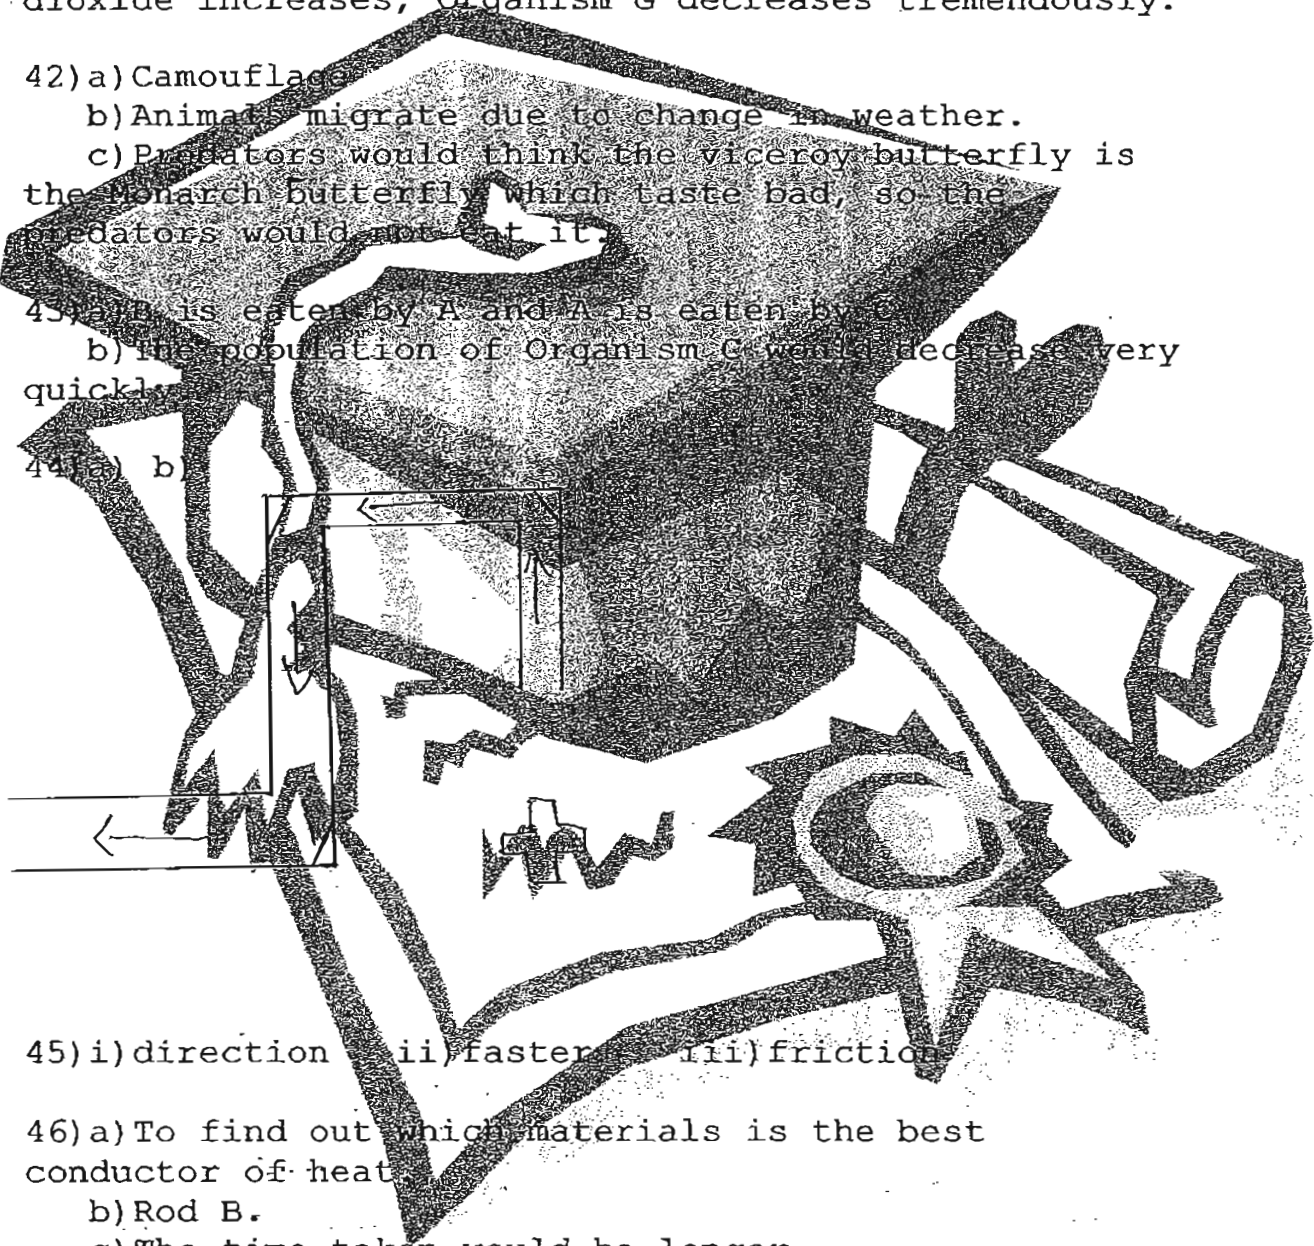 dioxide increases, Organism G decreases tremendously.
42)a)Camouflage
b)Animals migrate due to change in weather.
c)Predators would think the viceroy butterfly is
the Monarch butterfly which taste bad, so the
predators would not eat it.
43)a)B is eaten by A and A is eaten by C
b)The population of Organism C would decrease very
quickly.
44)a) b)
45)i)direction ii)faster iii)friction
46)a)To find out which materials is the best
conductor of heat
b)Rod B.
c)The time taken would be longer